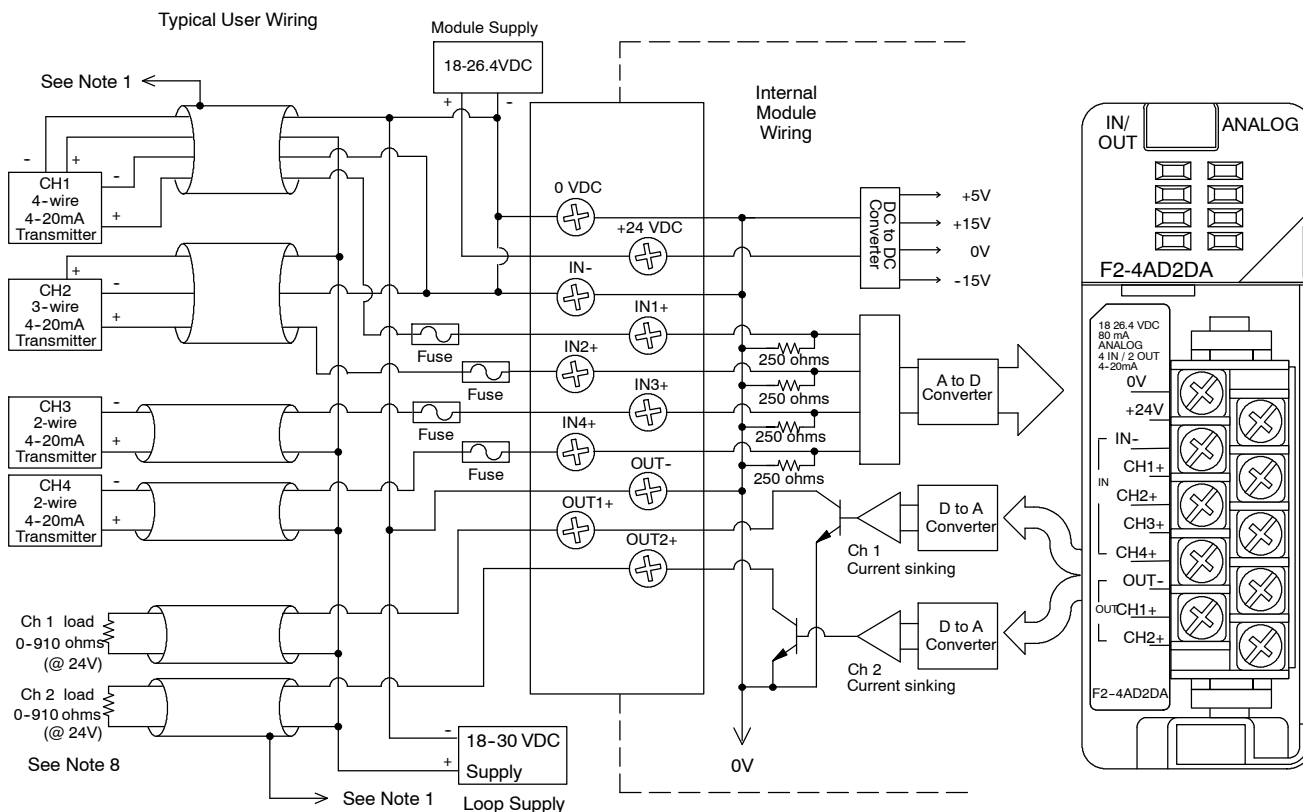 Typical User Wiring
Module Supply
18-26.4VDC
+
-
See Note 1
Internal
Module
Wiring
IN/
OUT
ANALOG
-
+
-
+
CH1
4-wire
4-20mA
Transmitter
0 VDC
+24 VDC
DC to DC
Converter
+5V
+15V
0V
-15V
F2-4AD2DA
+
-
+
CH2
3-wire
4-20mA
Transmitter
IN-
IN1+
Fuse
250 ohms
IN2+
Fuse
250 ohms
A to D
Converter
18 26.4 VDC
80 mA
ANALOG
4 IN / 2 OUT
4-20mA
0V
+24V
IN-
CH1+
IN
CH2+
CH3+
CH4+
OUT-
OUT
CH1+
CH2+
F2-4AD2DA
-
+
CH3
2-wire
4-20mA
Transmitter
IN3+
Fuse
250 ohms
-
+
CH4
2-wire
4-20mA
Transmitter
IN4+
Fuse
250 ohms
OUT-
OUT1+
OUT2+
D to A
Converter
Ch 1
Current sinking
D to A
Converter
Ch 2
Current sinking
Ch 1 load
0-910 ohms
(@ 24V)
Ch 2 load
0-910 ohms
(@ 24V)
See Note 8
-
+
18-30 VDC
Supply
Loop Supply
See Note 1
0V